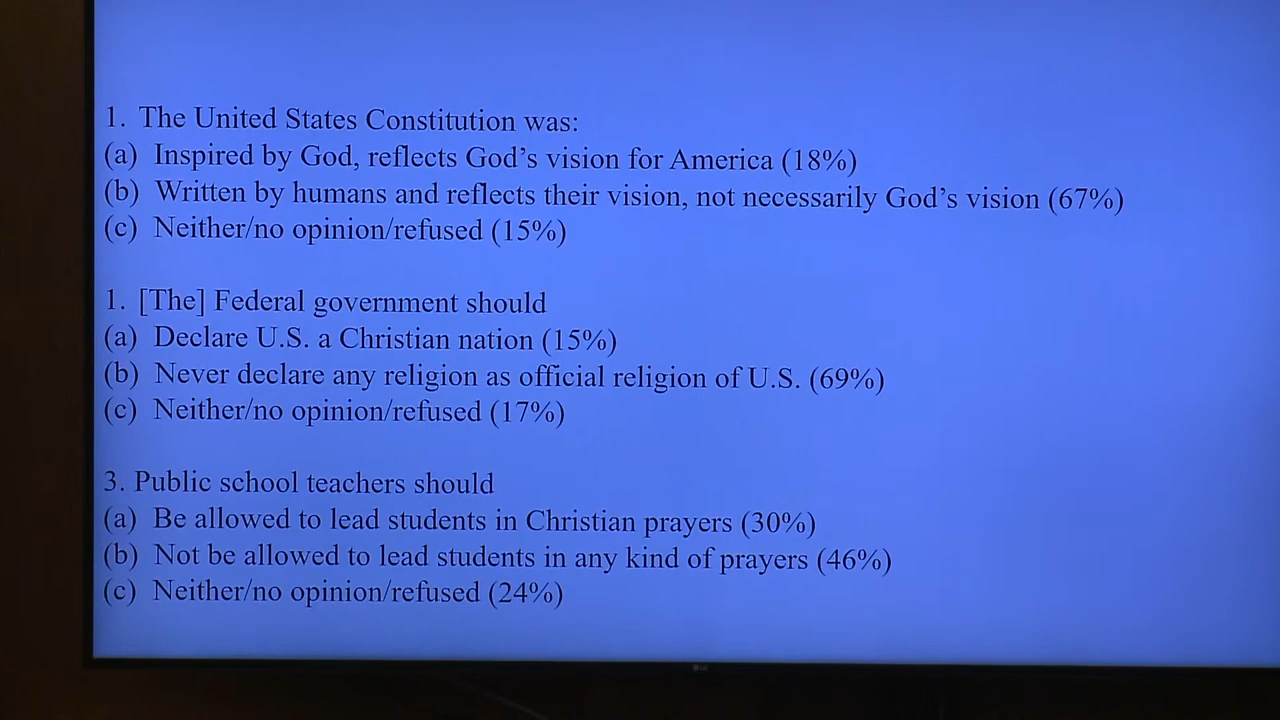 1. The United States Constitution was:
(a) Inspired by God, reflects God's vision for America (18%)
(b) Written by humans and reflects their vision, not necessarily God's vision (67%)
(c) Neither/no opinion/refused (15%)
1. [The] Federal government should
(a) Declare U.S. a Christian nation (15%)
(b) Never declare any religion as official religion of U.S. (69%)
(c) Neither/no opinion/refused (17%)
3. Public school teachers should
(a) Be allowed to lead students in Christian prayers (30%)
(b) Not be allowed to lead students in any kind of prayers (46%)
(c) Neither/no opinion/refused (24%)
LG